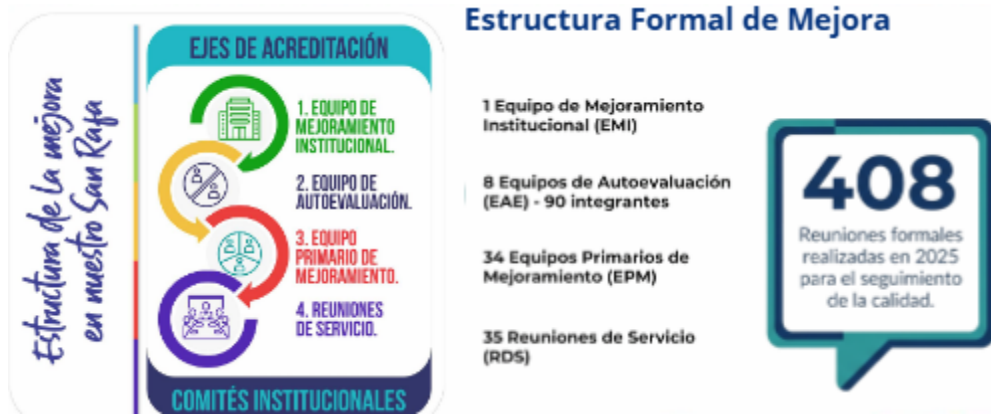 Estructura de la mejora
en nuestro San Rafa
EJES DE ACREDITACIÓN
1. EQUIPO DE
MEJORAMIENTO
INSTITUCIONAL.
2. EQUIPO DE
AUTOEVALUACIÓN.
3. EQUIPO
PRIMARIO DE
MEJORAMIENTO.
4. REUNIONES
DE SERVICIO.
COMITÉS INSTITUCIONALES
Estructura Formal de Mejora
1 Equipo de Mejoramiento
Institucional (EMI)
8 Equipos de Autoevaluación
(EAE) - 90 integrantes
34 Equipos Primarios de
Mejoramiento (EPM)
35 Reuniones de Servicio
(RDS)
408
Reuniones formales
realizadas en 2025
para el seguimiento
de la calidad.